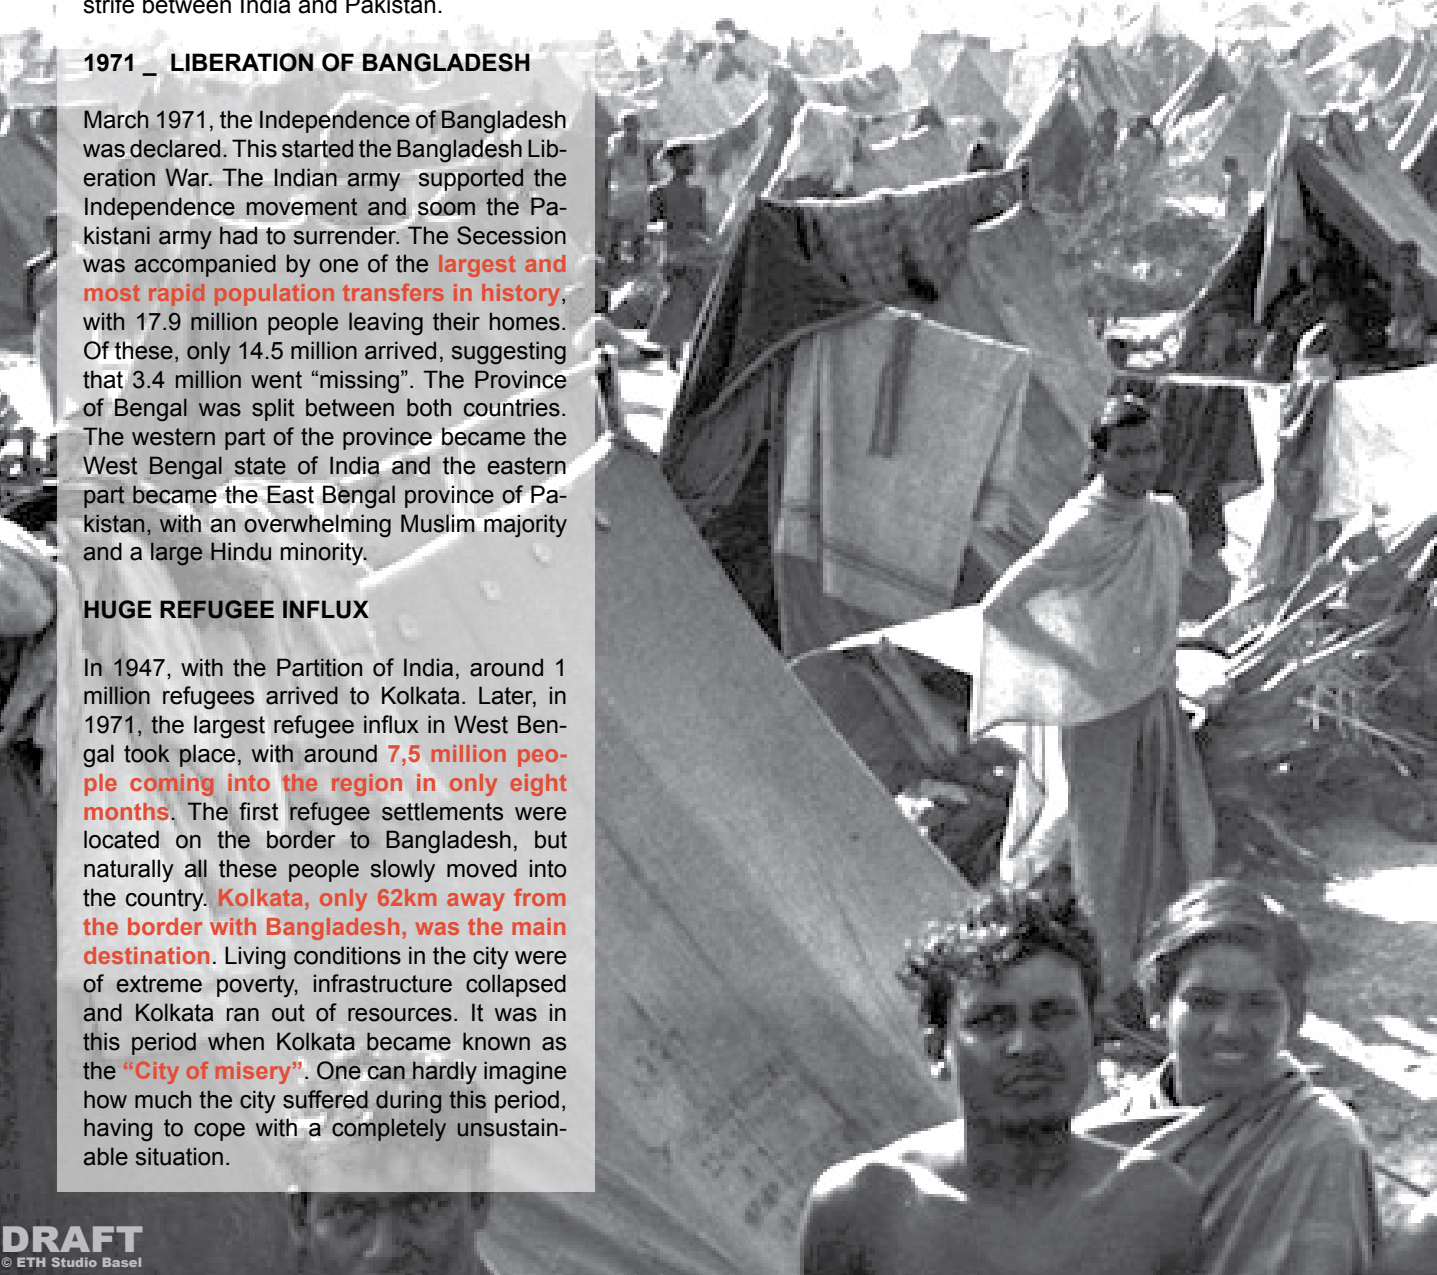 strife between India and Pakistan.
1971 _ LIBERATION OF BANGLADESH
March 1971, the Independence of Bangladesh
was declared. This started the Bangladesh Lib-
eration War. The Indian army supported the
Independence movement and soom the Pa-
kistani army had to surrender. The Secession
was accompanied by one of the largest and
most rapid population transfers in history,
with 17.9 million people leaving their homes.
Of these, only 14.5 million arrived, suggesting
that 3.4 million went “missing”. The Province
of Bengal was split between both countries.
The western part of the province became the
West Bengal state of India and the eastern
part became the East Bengal province of Pa-
kistan, with an overwhelming Muslim majority
and a large Hindu minority.
HUGE REFUGEE INFLUX
In 1947, with the Partition of India, around 1
million refugees arrived to Kolkata. Later, in
1971, the largest refugee influx in West Ben-
gal took place, with around 7,5 million peo-
ple coming into the region in only eight
months. The first refugee settlements were
located on the border to Bangladesh, but
naturally all these people slowly moved into
the country. Kolkata, only 62km away from
the border with Bangladesh, was the main
destination. Living conditions in the city were
of extreme poverty, infrastructure collapsed
and Kolkata ran out of resources. It was in
this period when Kolkata became known as
the “City of misery”. One can hardly imagine
how much the city suffered during this period,
having to cope with a completely unsustain-
able situation.
DRAFT
© ETH Studio Basel